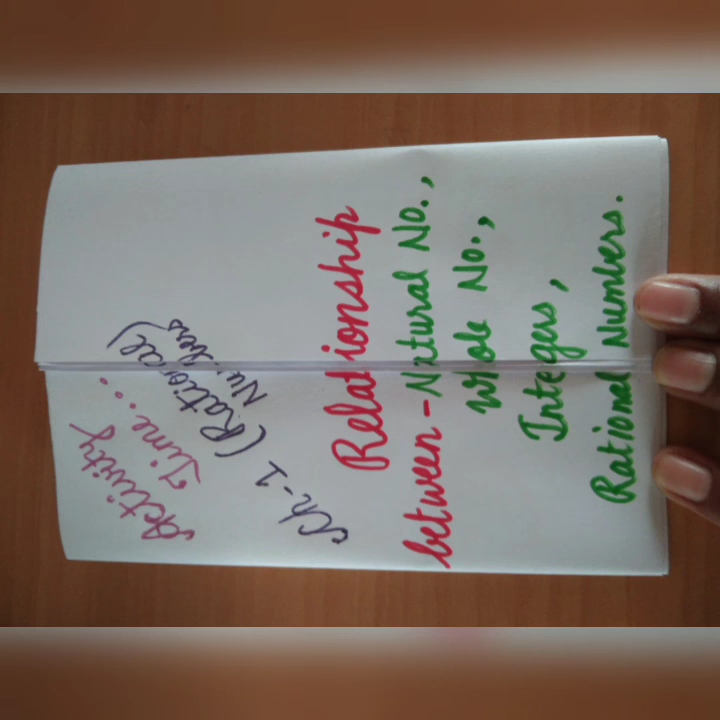 Activity
Time...
Ch-1 (Rational)
Numbers
Relationship
between - Natural No.,
Whole No.,
Integers,
Rational Numbers.